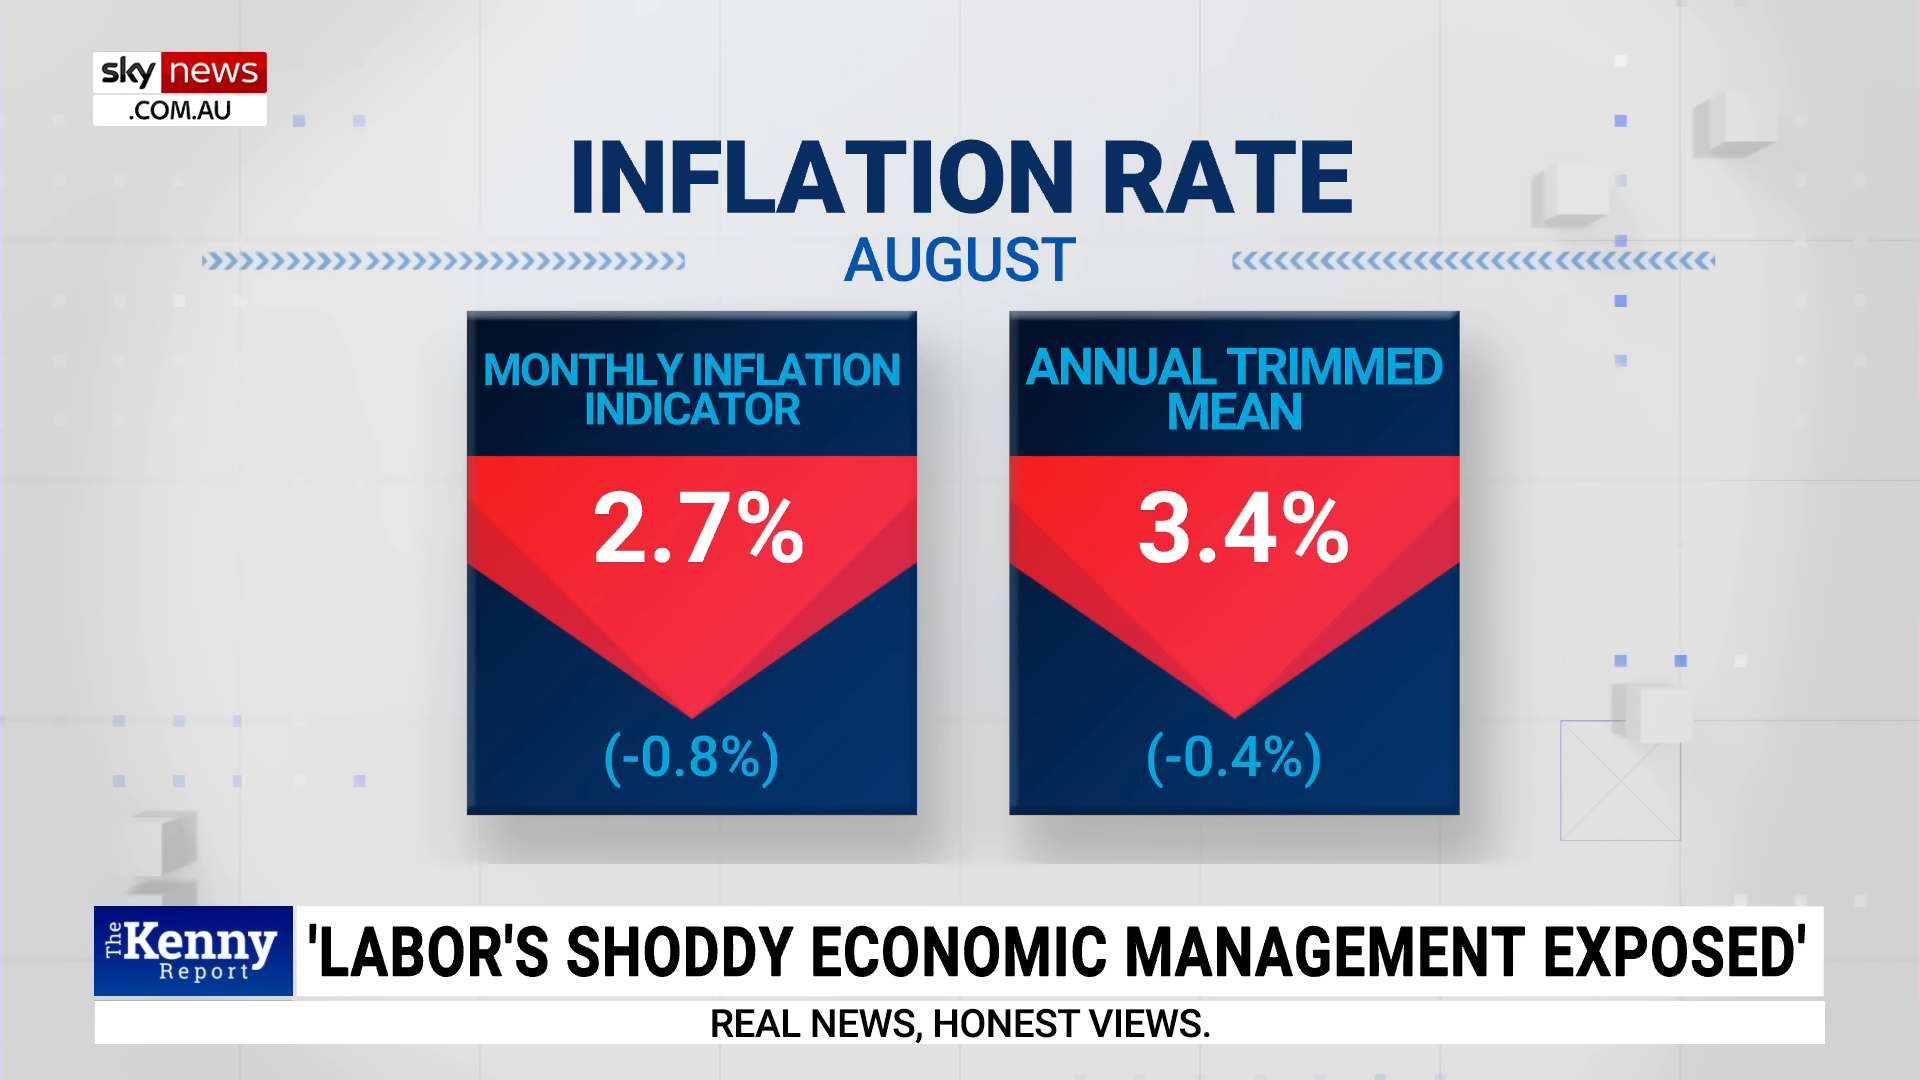 sky news
.COM.AU
INFLATION RATE
AUGUST
MONTHLY INFLATION
INDICATOR
2.7%
(-0.8%)
ANNUAL TRIMMED
MEAN
3.4%
(-0.4%)
The Kenny
Report
'LABOR'S SHODDY ECONOMIC MANAGEMENT EXPOSED'
REAL NEWS, HONEST VIEWS.